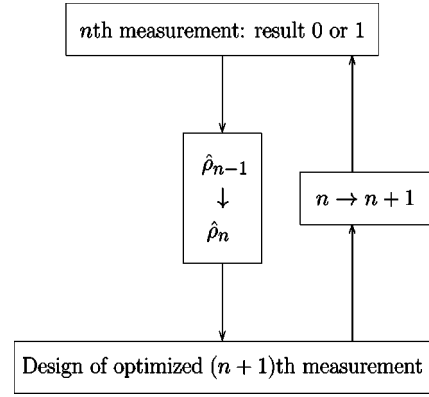 nth measurement: result 0 or 1
ρ̂ₙ₋₁
↓
ρ̂ₙ
n → n + 1
Design of optimized (n + 1)th measurement